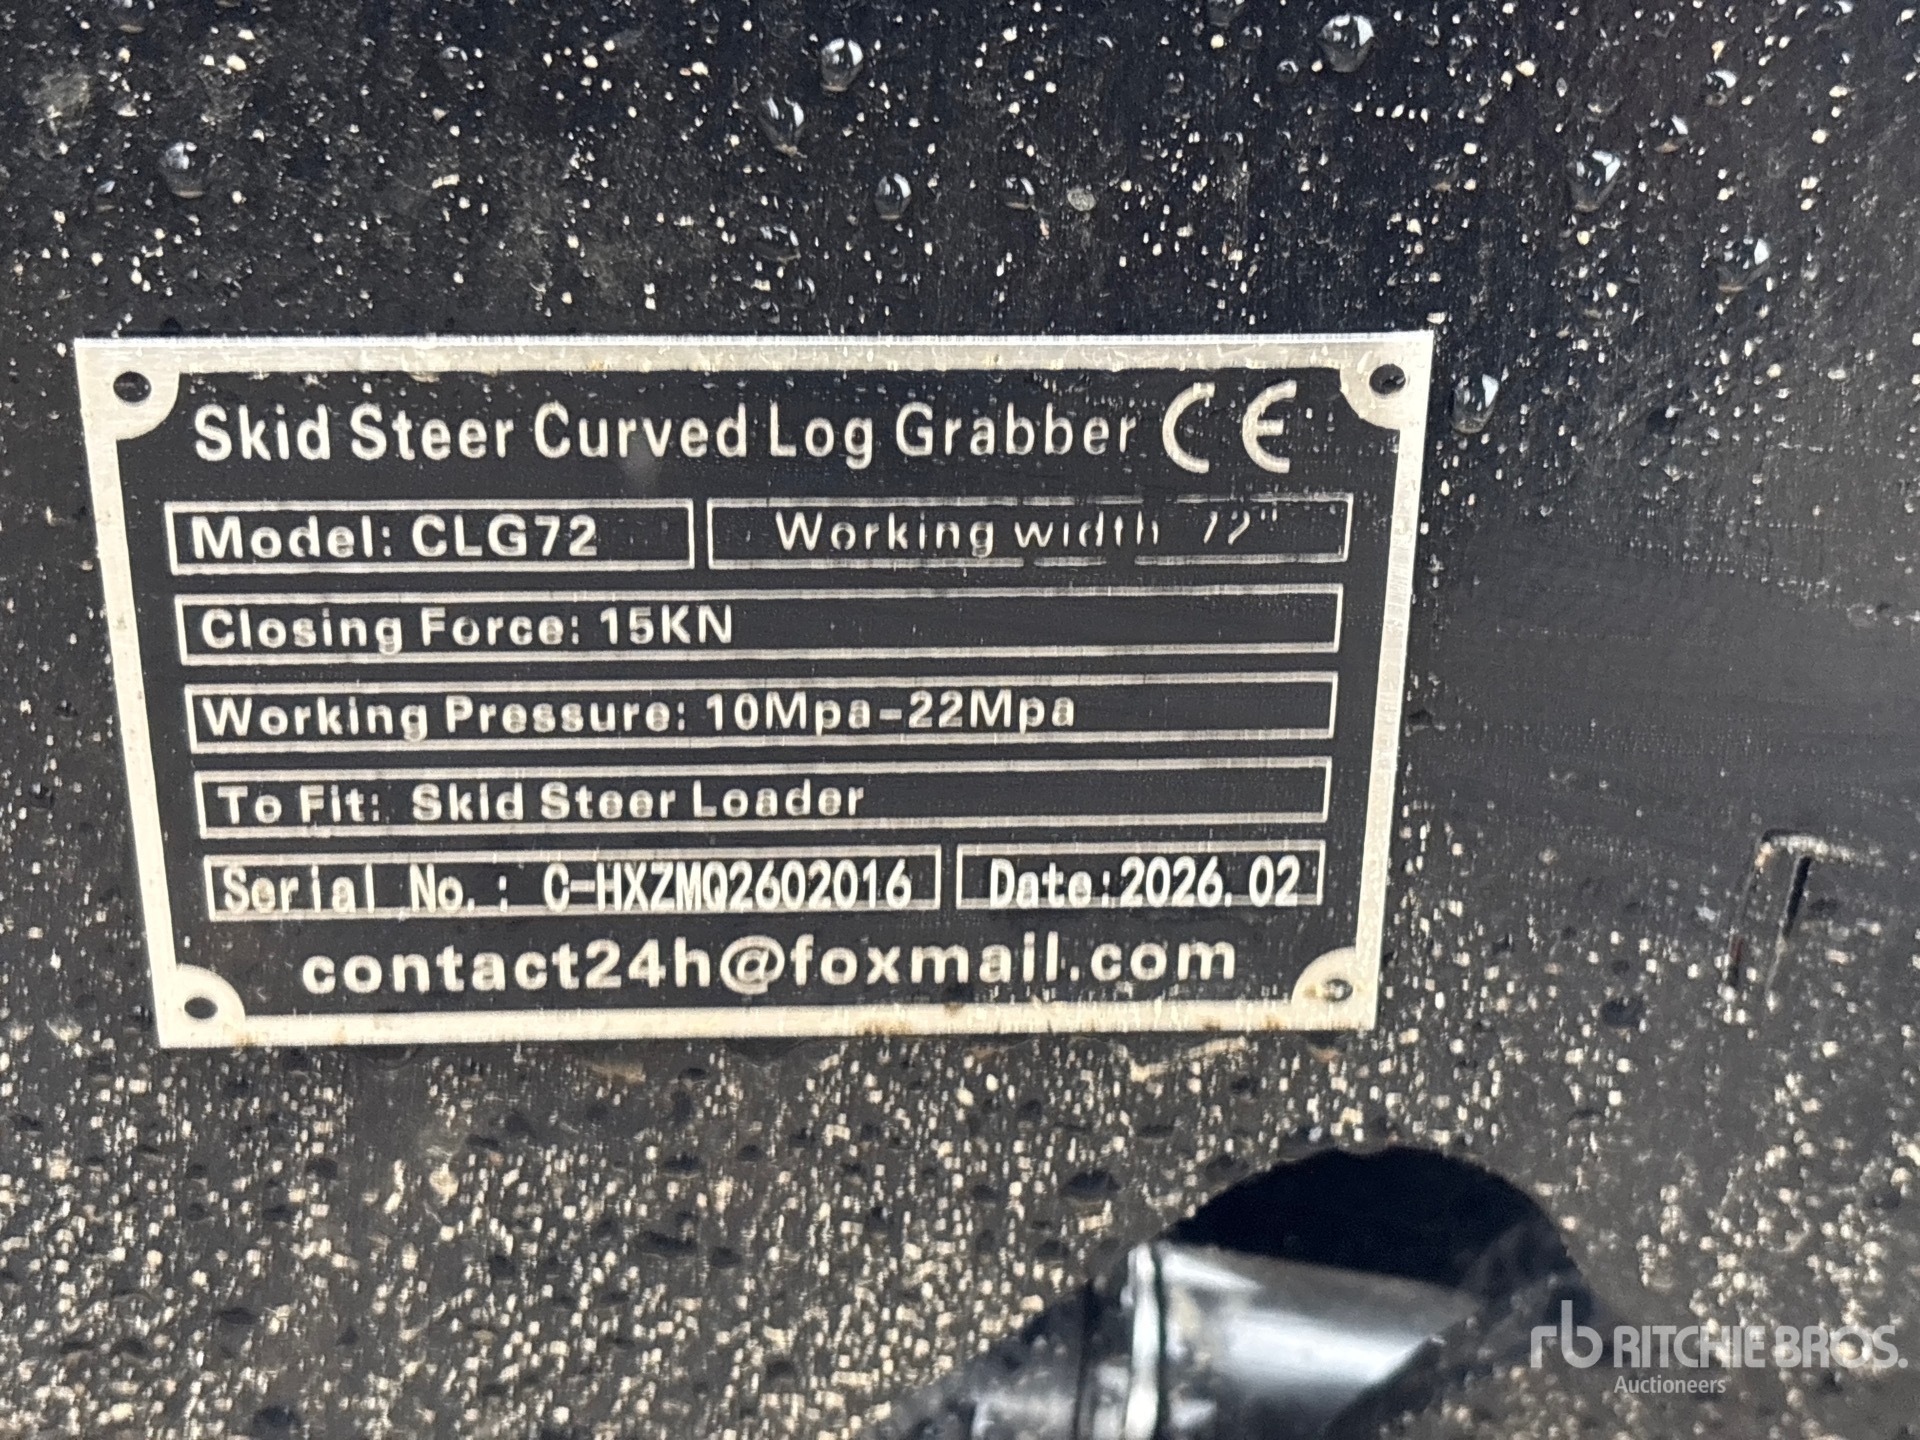 Skid Steer Curved Log Grabber CE
Model: CLG72
Working width 72"
Closing Force: 15KN
Working Pressure: 10Mpa-22Mpa
To Fit: Skid Steer Loader
Serial No.: C-HXZMQ2602016
Date:2026.02
contact24h@foxmail.com
rb RITCHIE BROS.
Auctioneers